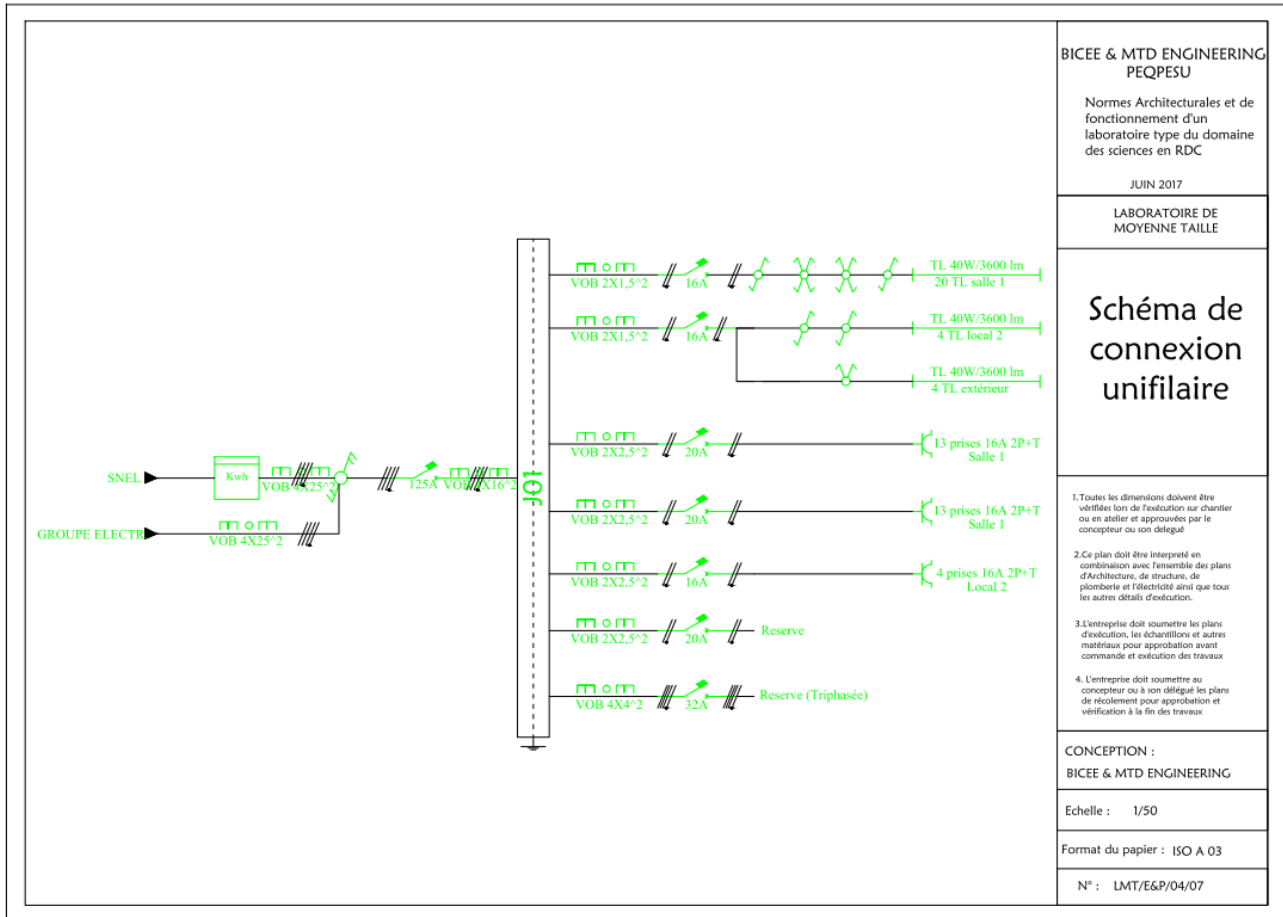 BICEE & MTD ENGINEERING
PEQPESU
Normes Architecturales et de
fonctionnement d'un
laboratoire type du domaine
des sciences en RDC
JUIN 2017
LABORATOIRE DE
MOYENNE TAILLE
Schéma de
connexion
unifilaire
1.Toutes les dimensions doivent être
vérifiées lors de l'exécution sur chantier
ou en atelier et approuvées par le
concepteur ou son delegué
2.Ce plan doit être interpreté en
combinaison avec l'ensemble des plans
d'Architecture, de structure, de
plomberie et l'électricité ainsi que tous
les autres détails d'exécution.
3.L'entreprise doit soumettre les plans
d'exécution, les échantillons et autres
matériaux pour approbation avant
commande et exécution des travaux
4. L'entreprise doit soumettre au
concepteur ou à son délégué les plans
de récolement pour approbation et
vérification à la fin des travaux
CONCEPTION :
BICEE & MTD ENGINEERING
Echelle : 1/50
Format du papier : ISO A 03
N° : LMT/E&P/04/07
SNEL
Kwh
VOB 4X25^2
125A
VOB 4X16^2
GROUPE ELECTR
VOB 4X25^2
J01
VOB 2X1,5^2
16A
TL 40W/3600 lm
20 TL salle 1
VOB 2X1,5^2
16A
TL 40W/3600 lm
4 TL local 2
TL 40W/3600 lm
4 TL extérieur
VOB 2X2,5^2
20A
13 prises 16A 2P+T
Salle 1
VOB 2X2,5^2
20A
13 prises 16A 2P+T
Salle 1
VOB 2X2,5^2
16A
4 prises 16A 2P+T
Local 2
VOB 2X2,5^2
20A
Reserve
VOB 4X4^2
32A
Reserve (Triphasée)